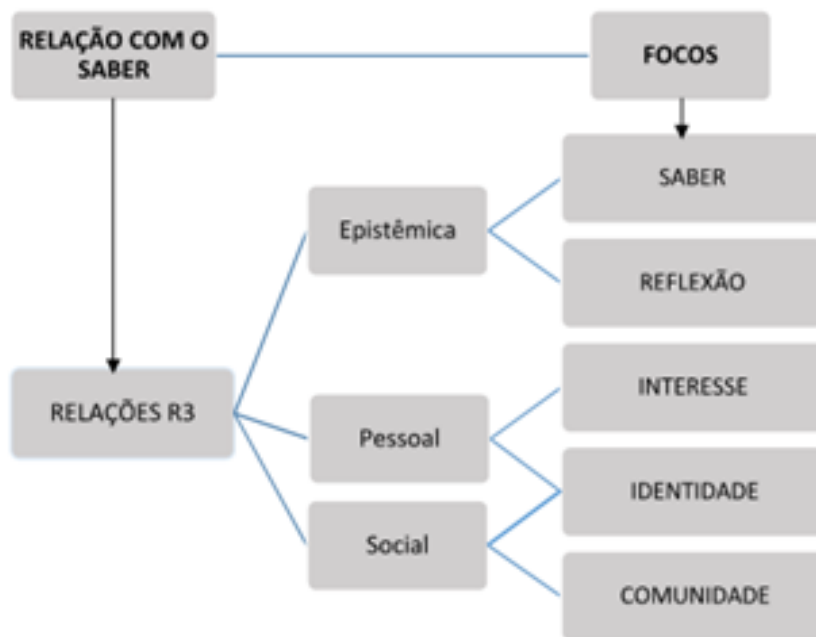 RELAÇÃO COM O
SABER
FOCOS
SABER
Epistêmica
REFLEXÃO
INTERESSE
RELAÇÕES R3
Pessoal
IDENTIDADE
Social
COMUNIDADE